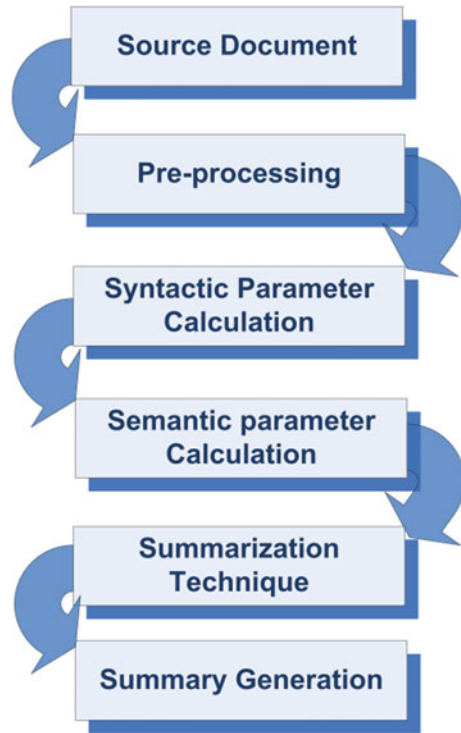 Source Document
Pre-processing
Syntactic Parameter
Calculation
Semantic parameter
Calculation
Summarization
Technique
Summary Generation